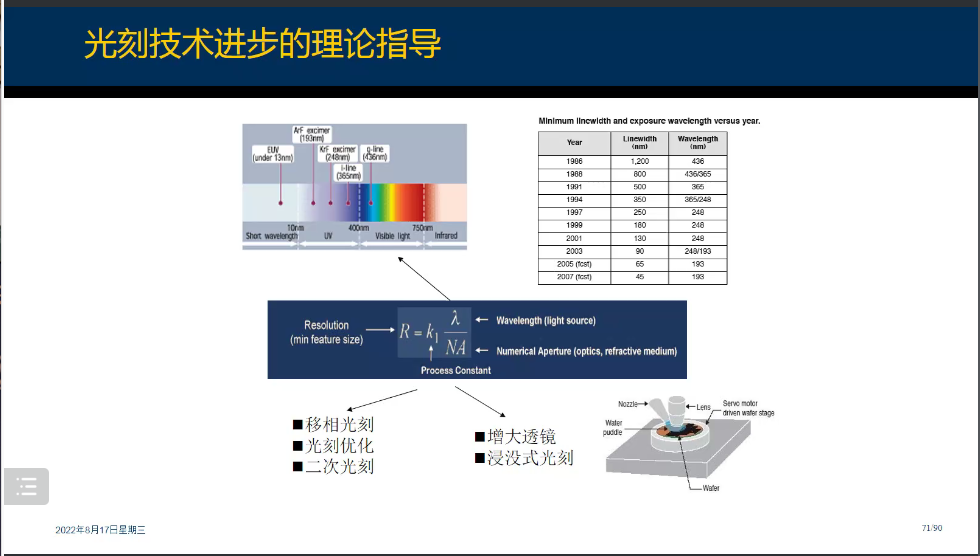 光刻技术进步的理论指导
ArF excimer
(193nm)
EUV
(under 13nm)
KrF excimer
(248nm)
g-line
(436nm)
i-line
(365nm)
10nm
400nm
750nm
Short wavelength
UV
Visible light
Infrared
Minimum linewidth and exposure wavelength versus year.
Year Linewidth (nm) Wavelength (nm)
1986 1,200 436
1988 800 436/365
1991 500 365
1994 350 365/248
1997 250 248
1999 180 248
2001 130 248
2003 90 248/193
2005 (fcst) 65 193
2007 (fcst) 45 193
Resolution
(min feature size)
R = k₁ λ/NA
Wavelength (light source)
Numerical Aperture (optics, refractive medium)
Process Constant
■移相光刻
■光刻优化
■二次光刻
■增大透镜
■浸没式光刻
Nozzle
Lens
Servo motor
driven wafer stage
Water
puddle
Wafer
2022年8月17日星期三
71/90